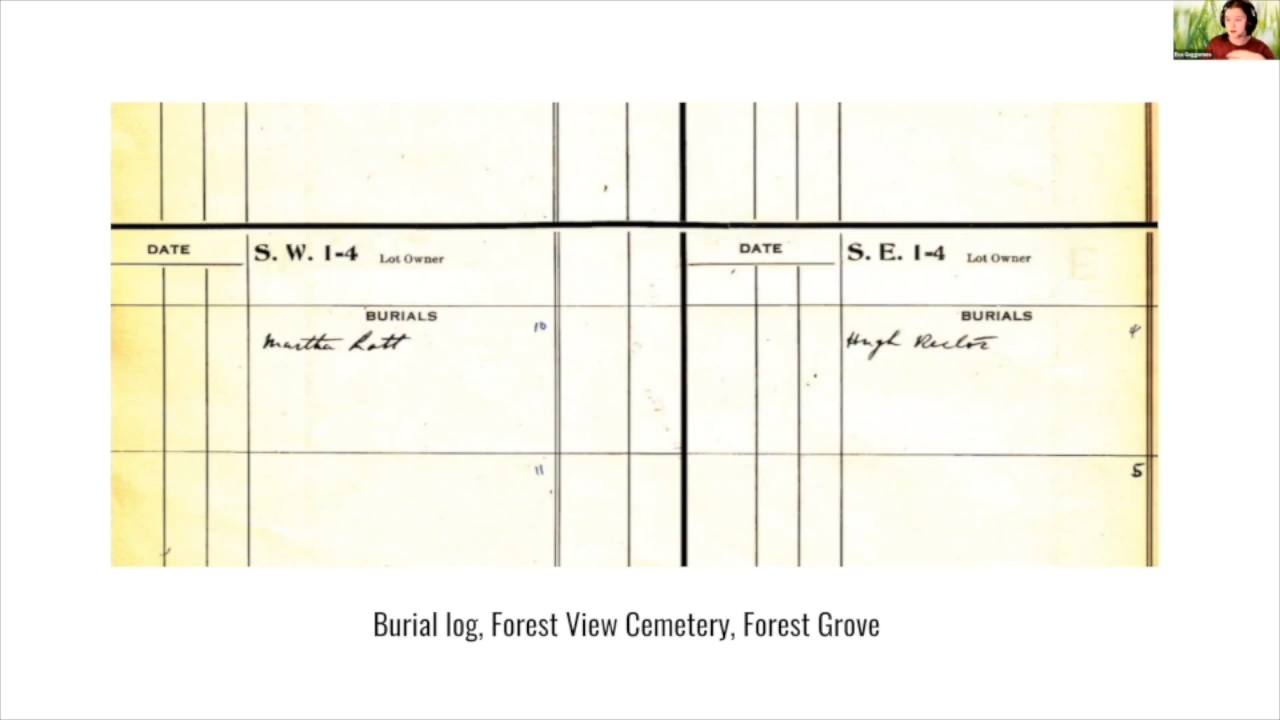 DATE
S. W. 1-4 Lot Owner
BURIALS
Martha Lott
10
11
DATE
S. E. 1-4 Lot Owner
BURIALS
Hugh Rector
4
5
Burial log, Forest View Cemetery, Forest Grove